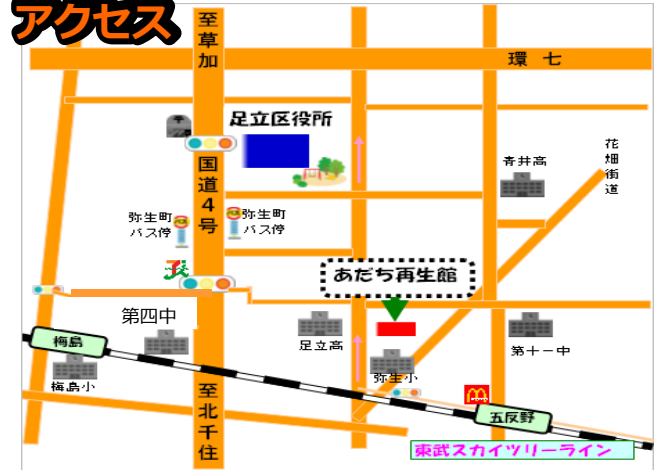 アクセス
至草加
環七
足立区役所
国道4号
青井高
花畑街道
弥生町
バス停
弥生町
バス停
あだち再生館
第四中
足立高
第十一中
梅島
弥生小
梅島小
至北千住
五反野
東武スカイツリーライン